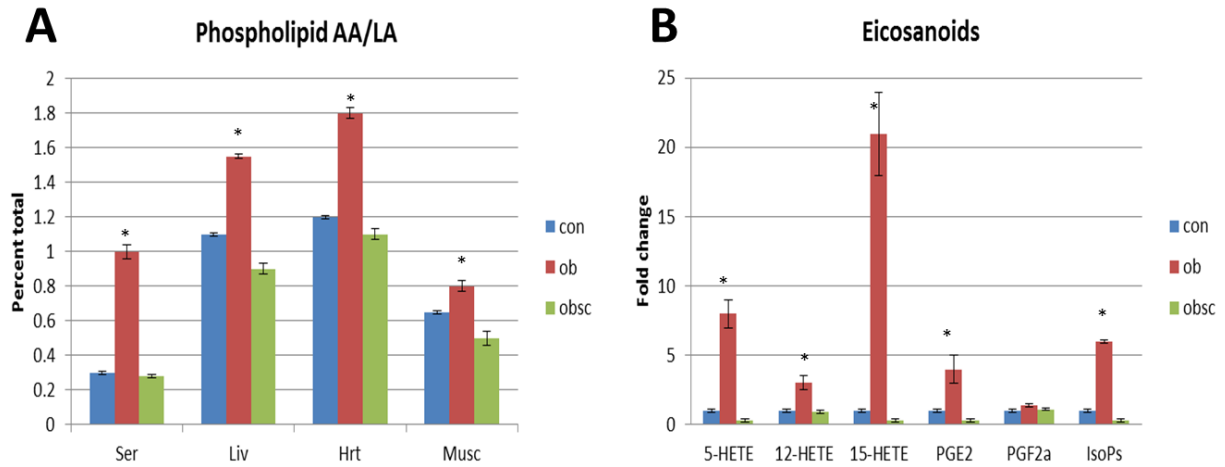 A
Phospholipid AA/LA
Percent total
2
1.8
1.6
1.4
1.2
1
0.8
0.6
0.4
0.2
0
*
*
*
*
Ser Liv Hrt Musc
con
ob
obsc
B
Eicosanoids
Fold change
25
20
15
10
5
0
*
*
*
*
*
5-HETE 12-HETE 15-HETE PGE2 PGF2a IsoPs
con
ob
obsc